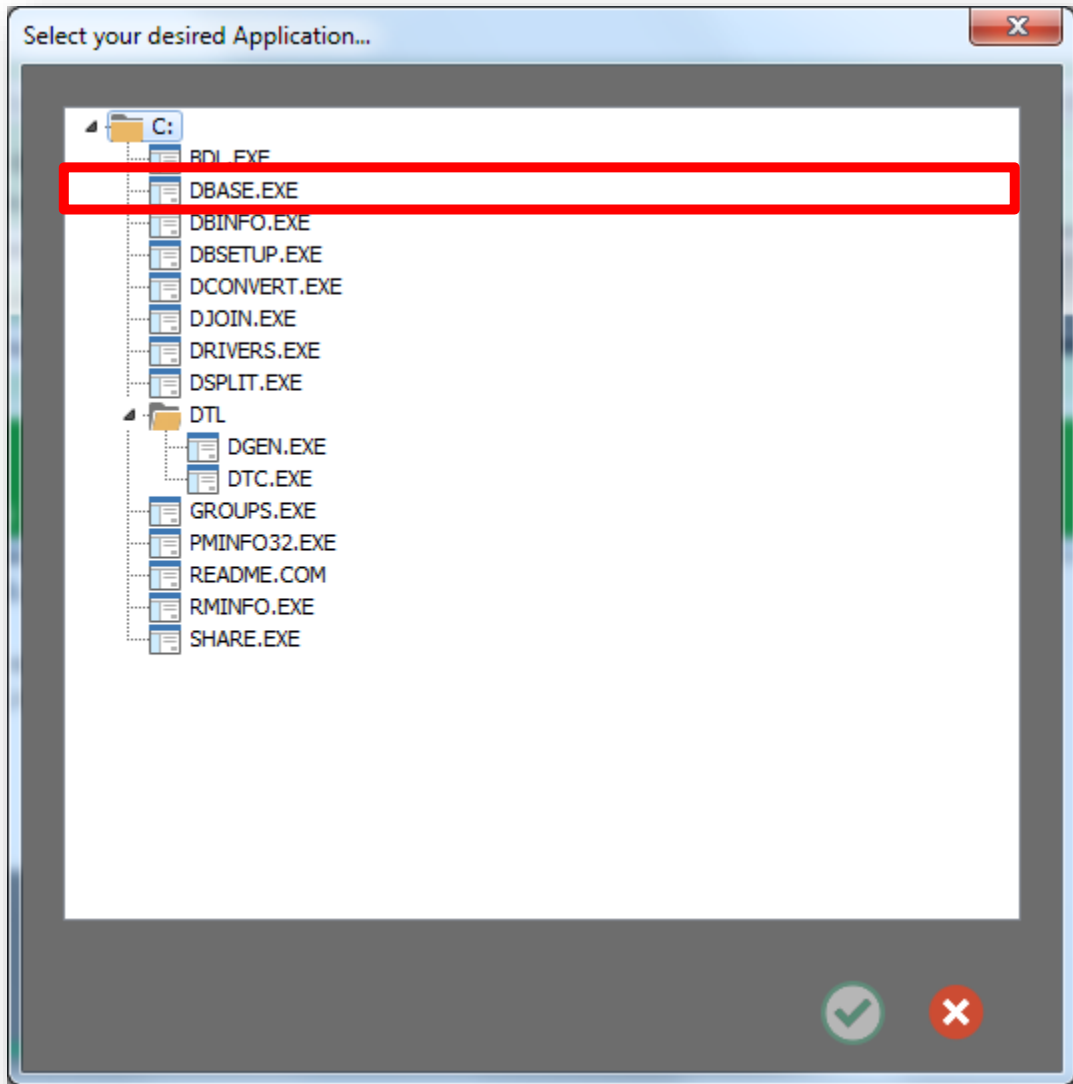 Select your desired Application...
C:
BDL.EXE
DBASE.EXE
DBINFO.EXE
DBSETUP.EXE
DCONVERT.EXE
DJOIN.EXE
DRIVERS.EXE
DSPLIT.EXE
DTL
DGEN.EXE
DTC.EXE
GROUPS.EXE
PMINFO32.EXE
README.COM
RMINFO.EXE
SHARE.EXE